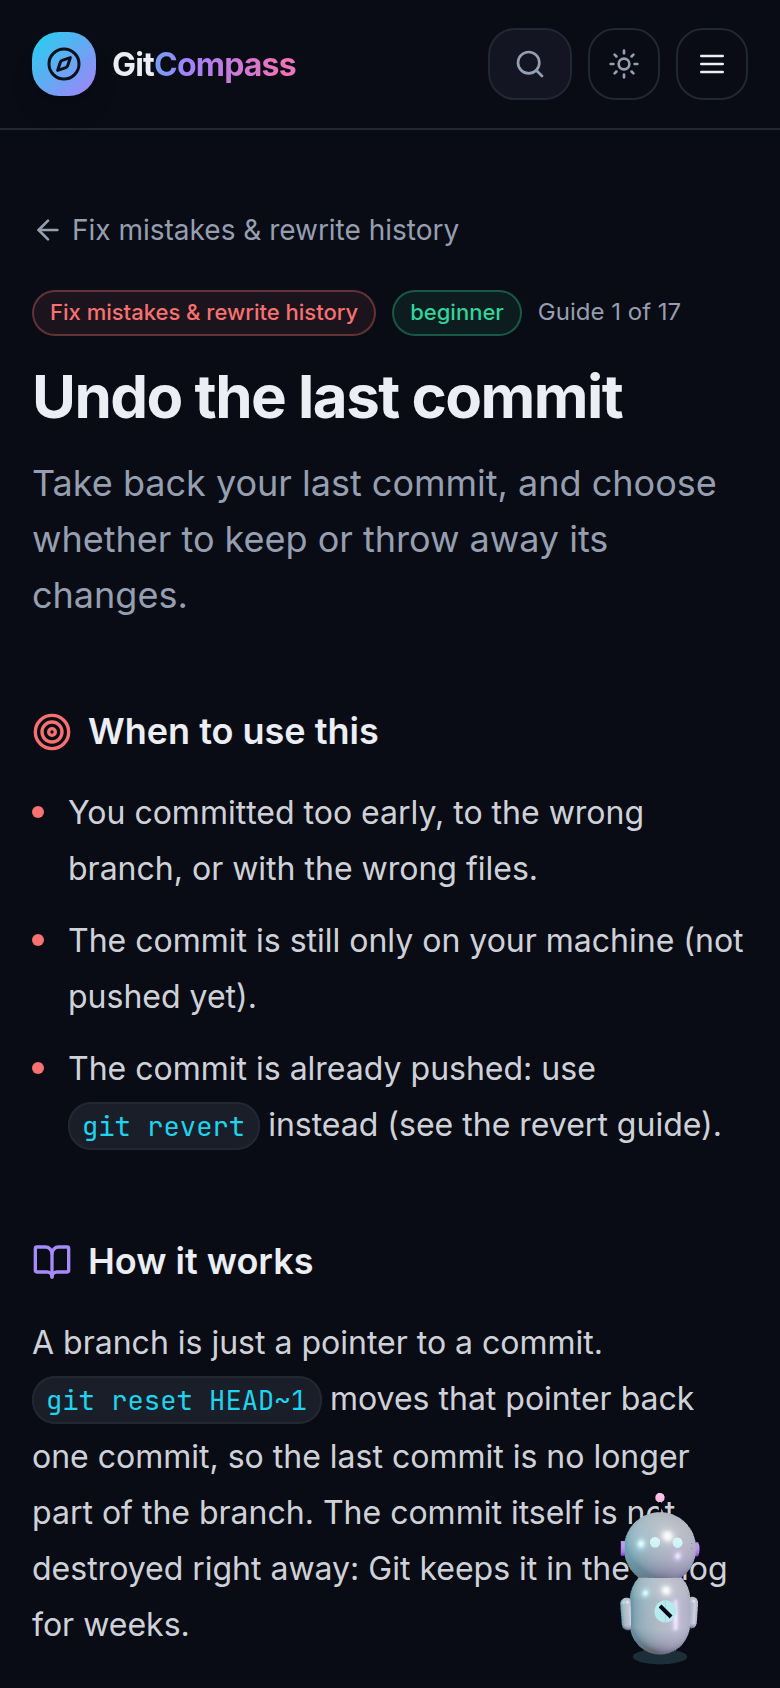 GitCompass
Fix mistakes & rewrite history
Fix mistakes & rewrite history beginner Guide 1 of 17
Undo the last commit
Take back your last commit, and choose
whether to keep or throw away its
changes.
When to use this
You committed too early, to the wrong
branch, or with the wrong files.
The commit is still only on your machine (not
pushed yet).
The commit is already pushed: use
git revert instead (see the revert guide).
How it works
A branch is just a pointer to a commit.
git reset HEAD~1 moves that pointer back
one commit, so the last commit is no longer
part of the branch. The commit itself is not
destroyed right away: Git keeps it in the
for weeks.